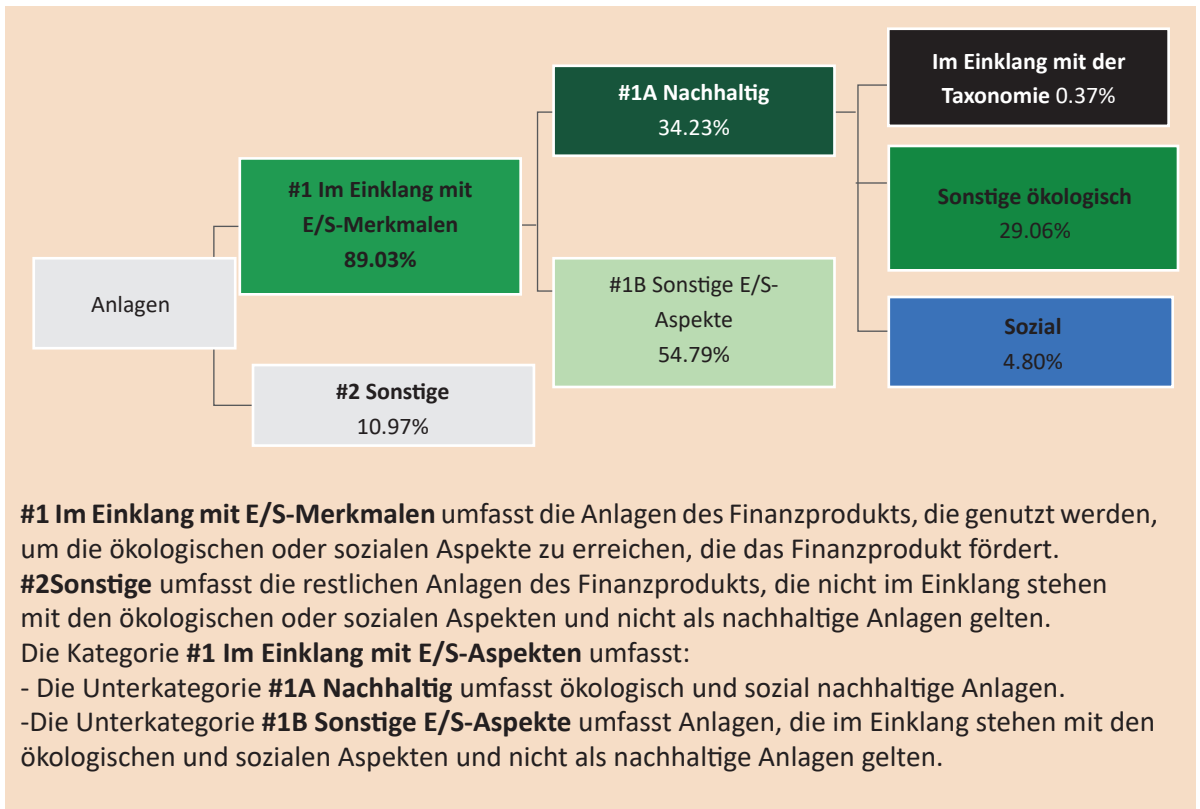 Anlagen
#1 Im Einklang mit
E/S-Merkmalen
89.03%
#2 Sonstige
10.97%
#1A Nachhaltig
34.23%
#1B Sonstige E/S-
Aspekte
54.79%
Im Einklang mit der
Taxonomie 0.37%
Sonstige ökologisch
29.06%
Sozial
4.80%
#1 Im Einklang mit E/S-Merkmalen umfasst die Anlagen des Finanzprodukts, die genutzt werden,
um die ökologischen oder sozialen Aspekte zu erreichen, die das Finanzprodukt fördert.
#2Sonstige umfasst die restlichen Anlagen des Finanzprodukts, die nicht im Einklang stehen
mit den ökologischen oder sozialen Aspekten und nicht als nachhaltige Anlagen gelten.
Die Kategorie #1 Im Einklang mit E/S-Aspekten umfasst:
- Die Unterkategorie #1A Nachhaltig umfasst ökologisch und sozial nachhaltige Anlagen.
-Die Unterkategorie #1B Sonstige E/S-Aspekte umfasst Anlagen, die im Einklang stehen mit den
ökologischen und sozialen Aspekten und nicht als nachhaltige Anlagen gelten.